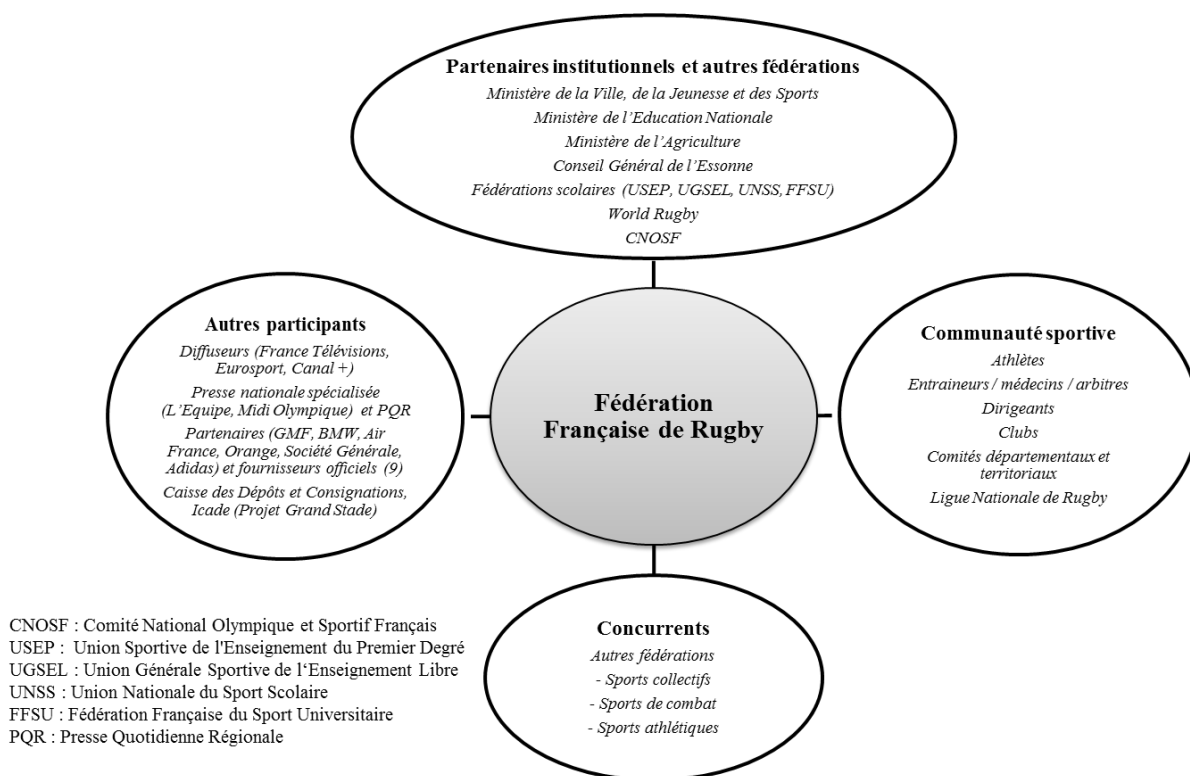 Partenaires institutionnels et autres fédérations
Ministère de la Ville, de la Jeunesse et des Sports
Ministère de l’Education Nationale
Ministère de l’Agriculture
Conseil Général de l’Essonne
Fédérations scolaires (USEP, UGSEL, UNSS, FFSU)
World Rugby
CNOSF
Autres participants
Diffuseurs (France Télévisions,
Eurosport, Canal +)
Presse nationale spécialisée
(L’Equipe, Midi Olympique) et PQR
Partenaires (GMF, BMW, Air
France, Orange, Société Générale,
Adidas) et fournisseurs officiels (9)
Caisse des Dépôts et Consignations,
Icade (Projet Grand Stade)
Fédération
Française de Rugby
Communauté sportive
Athlètes
Entraineurs / médecins / arbitres
Dirigeants
Clubs
Comités départementaux et
territoriaux
Ligue Nationale de Rugby
Concurrents
Autres fédérations
- Sports collectifs
- Sports de combat
- Sports athlétiques
CNOSF : Comité National Olympique et Sportif Français
USEP : Union Sportive de l'Enseignement du Premier Degré
UGSEL : Union Générale Sportive de l‘Enseignement Libre
UNSS : Union Nationale du Sport Scolaire
FFSU : Fédération Française du Sport Universitaire
PQR : Presse Quotidienne Régionale